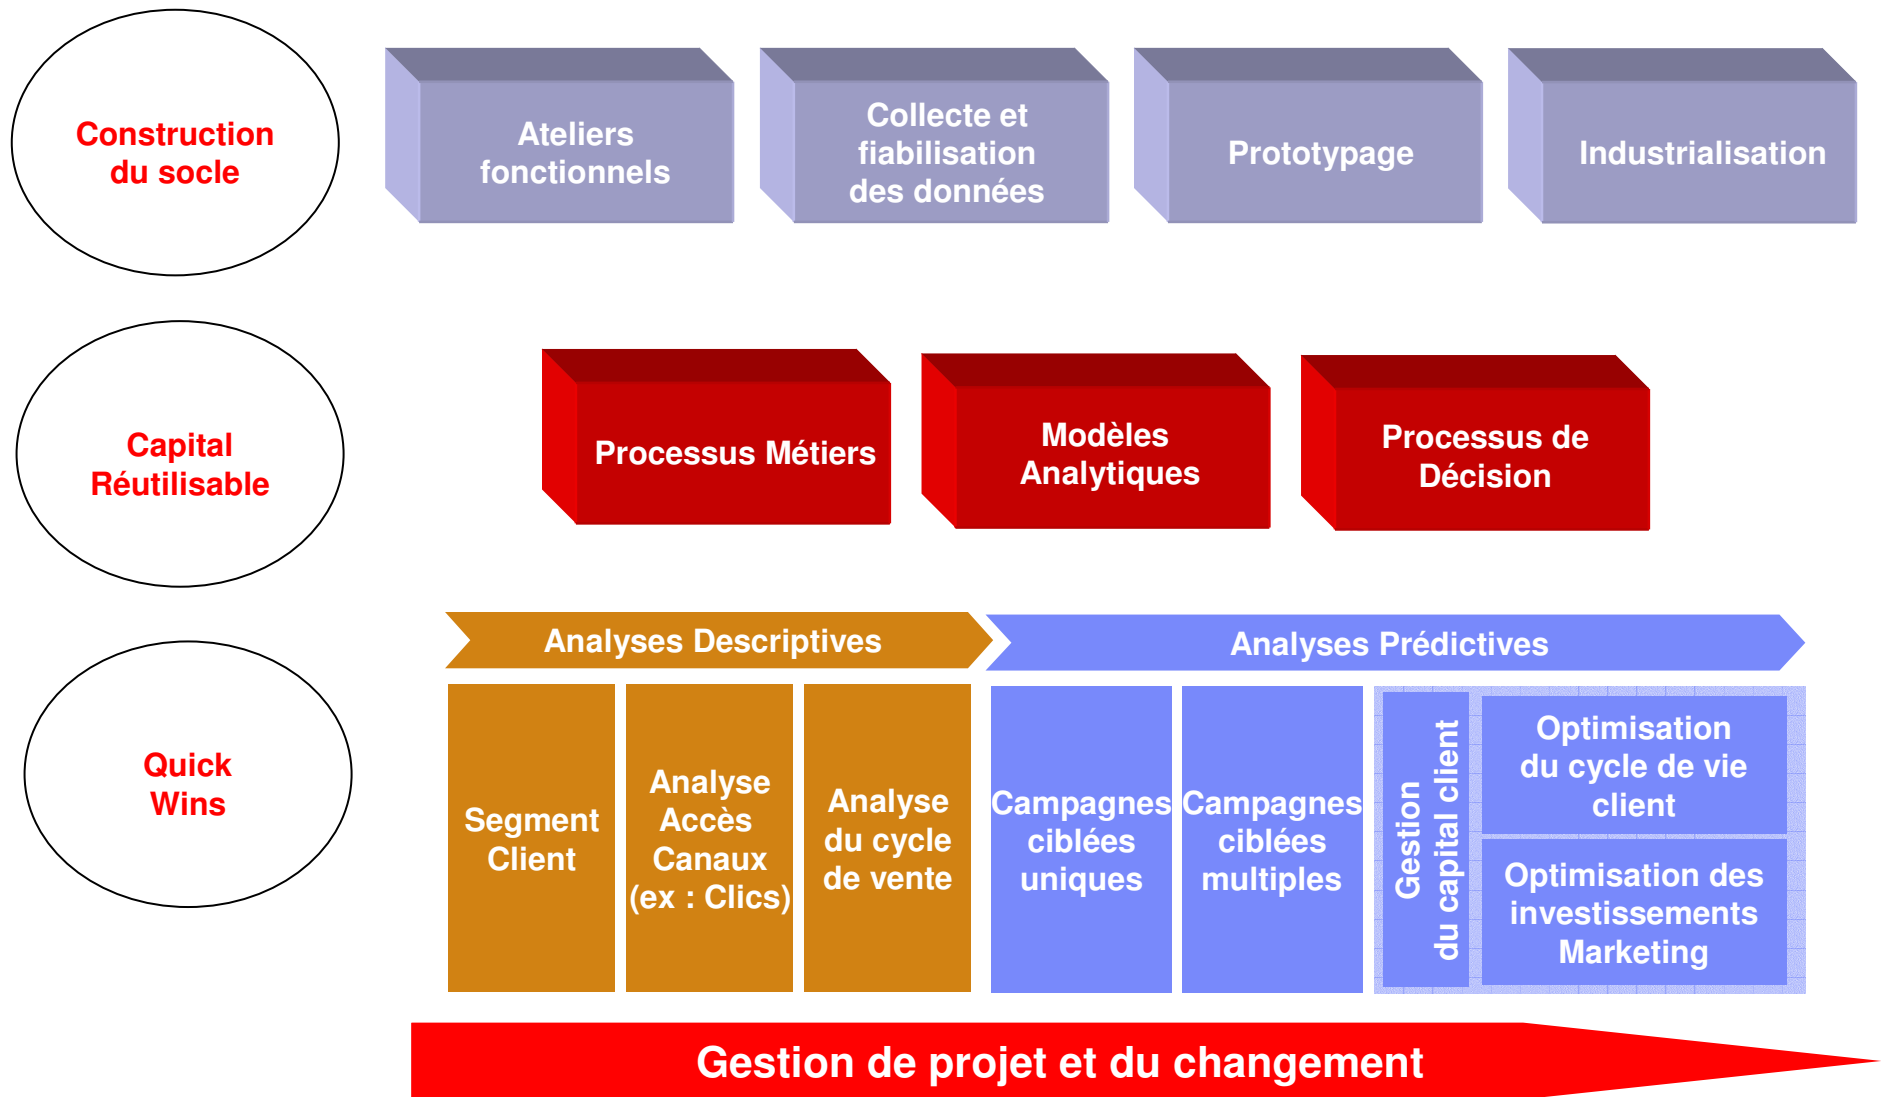 Construction
du socle
Ateliers
fonctionnels
Collecte et
fiabilisation
des données
Prototypage
Industrialisation
Capital
Réutilisable
Processus Métiers
Modèles
Analytiques
Processus de
Décision
Quick
Wins
Analyses Descriptives
Analyses Prédictives
Segment
Client
Analyse
Accès
Canaux
(ex : Clics)
Analyse
du cycle
de vente
Campagnes
ciblées
uniques
Campagnes
ciblées
multiples
Gestion
du capital client
Optimisation
du cycle de vie
client
Optimisation des
investissements
Marketing
Gestion de projet et du changement